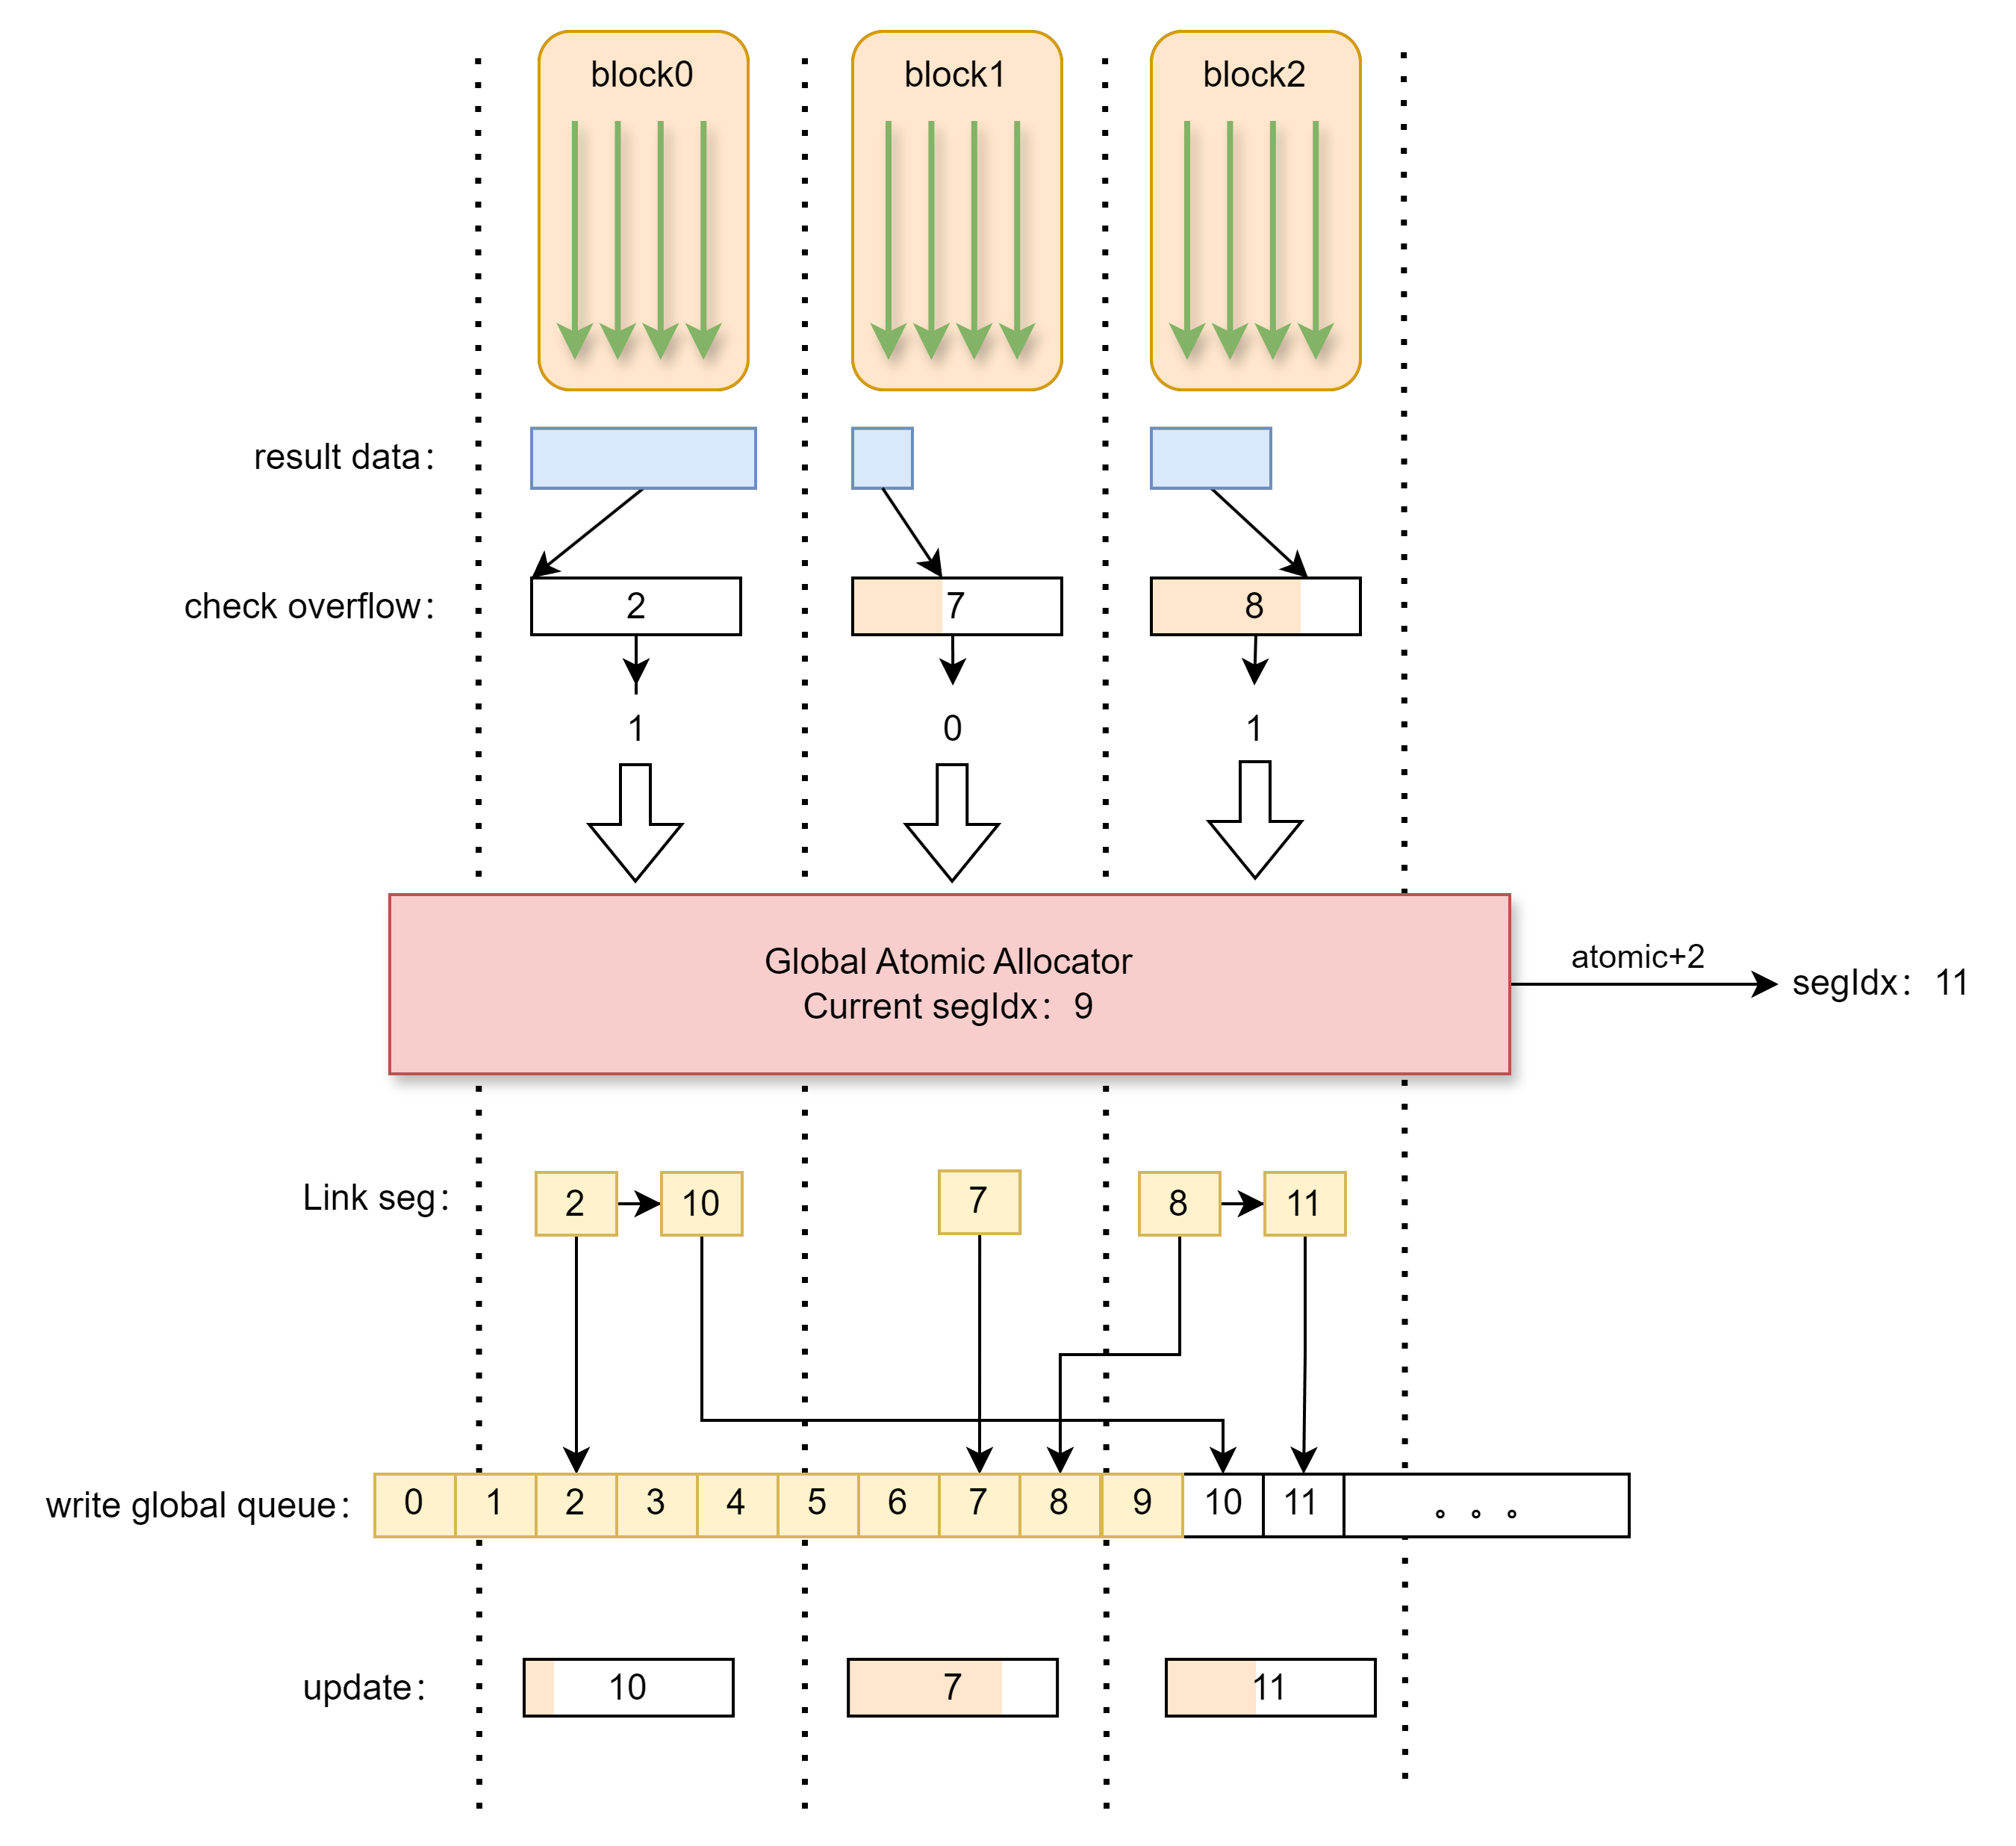 block0
block1
block2
result data：
check overflow：
2
7
8
1
0
1
Global Atomic Allocator
Current segIdx： 9
atomic+2
segIdx： 11
Link seg：
2
10
7
8
11
write global queue：
0
1
2
3
4
5
6
7
8
9
10
11
。。。
update：
10
7
11